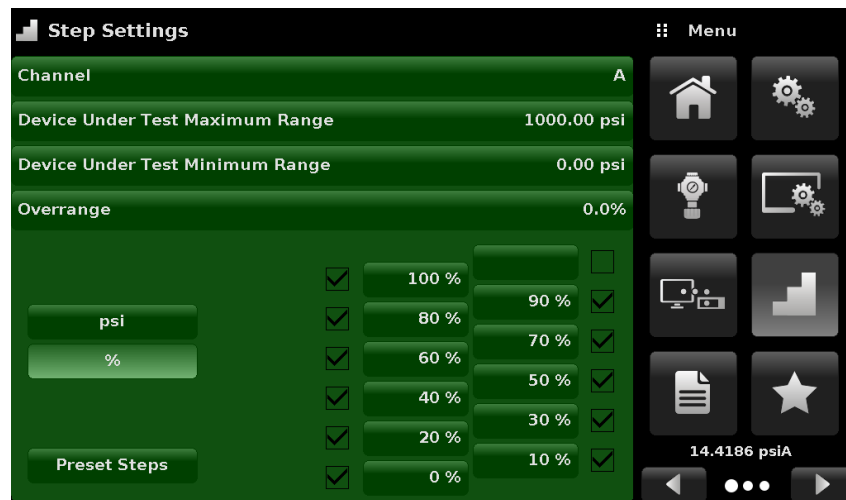 Step Settings
Menu
Channel A
Device Under Test Maximum Range 1000.00 psi
Device Under Test Minimum Range 0.00 psi
Overrange 0.0%
100 %
90 %
psi
80 %
70 %
%
60 %
50 %
40 %
30 %
20 %
10 %
Preset Steps
0 %
14.4186 psiA